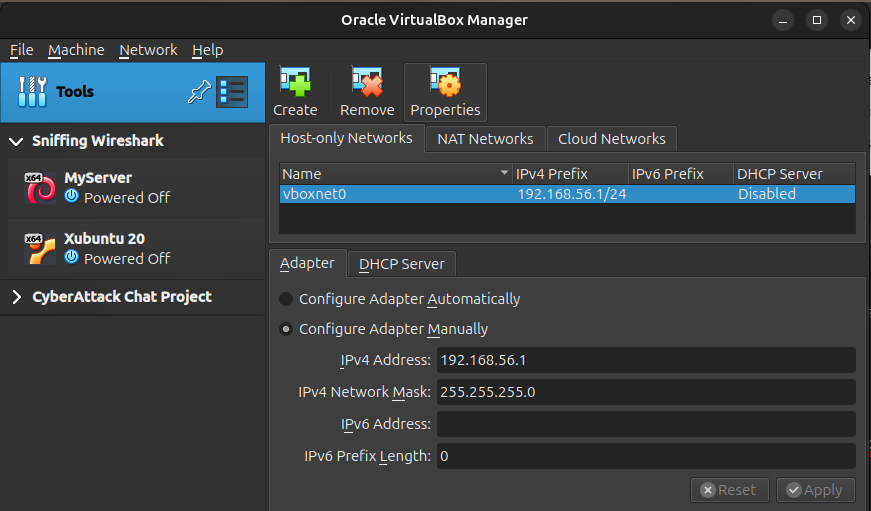 Oracle VirtualBox Manager
File Machine Network Help
Tools
Create Remove Properties
Host-only Networks NAT Networks Cloud Networks
Sniffing Wireshark
Name IPv4 Prefix IPv6 Prefix DHCP Server
vboxnet0 192.168.56.1/24 Disabled
x64 MyServer
Powered Off
x64 Xubuntu 20
Powered Off
CyberAttack Chat Project
Adapter DHCP Server
Configure Adapter Automatically
Configure Adapter Manually
IPv4 Address: 192.168.56.1
IPv4 Network Mask: 255.255.255.0
IPv6 Address:
IPv6 Prefix Length: 0
Reset Apply